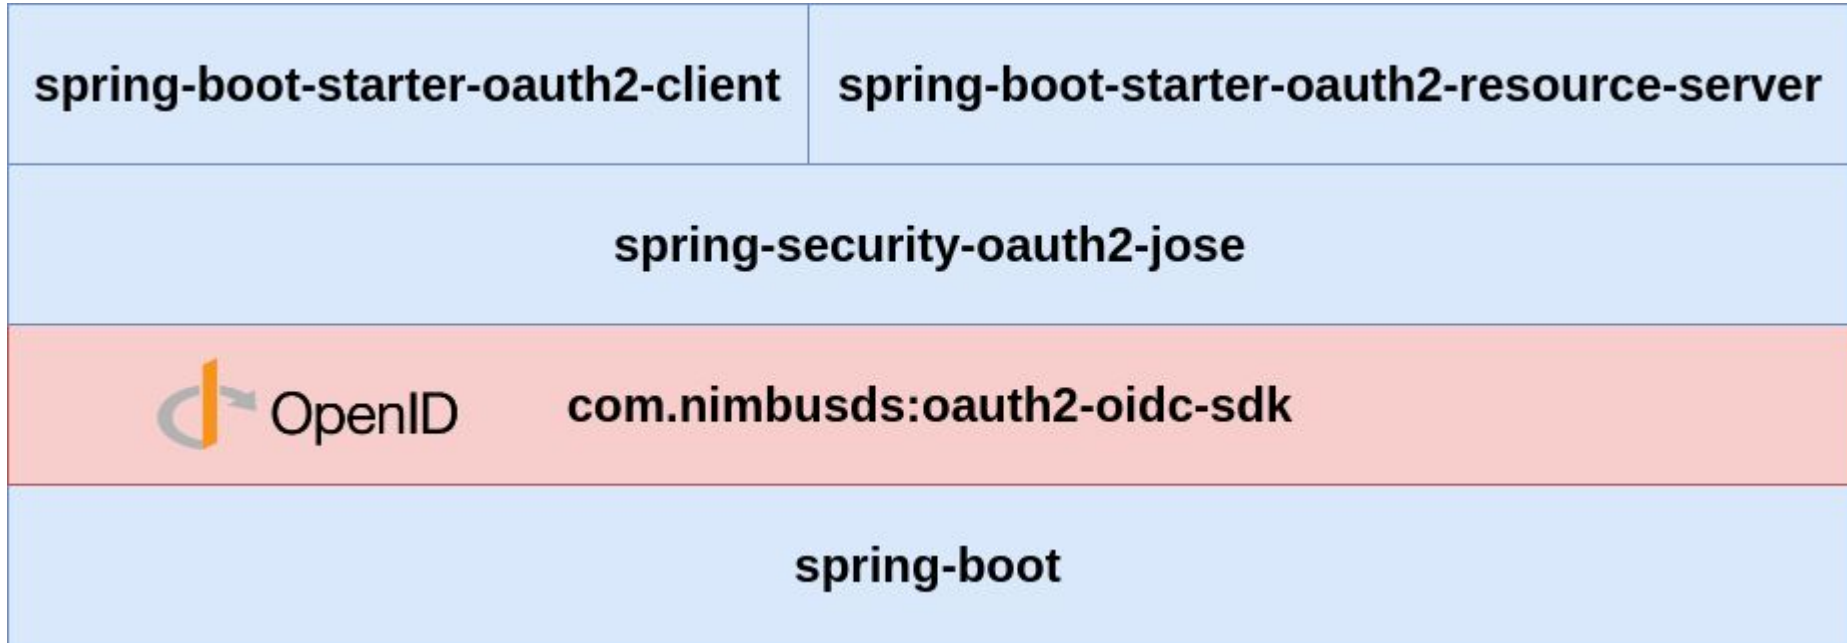 spring-boot-starter-oauth2-client
spring-boot-starter-oauth2-resource-server
spring-security-oauth2-jose
OpenID
com.nimbusds:oauth2-oidc-sdk
spring-boot